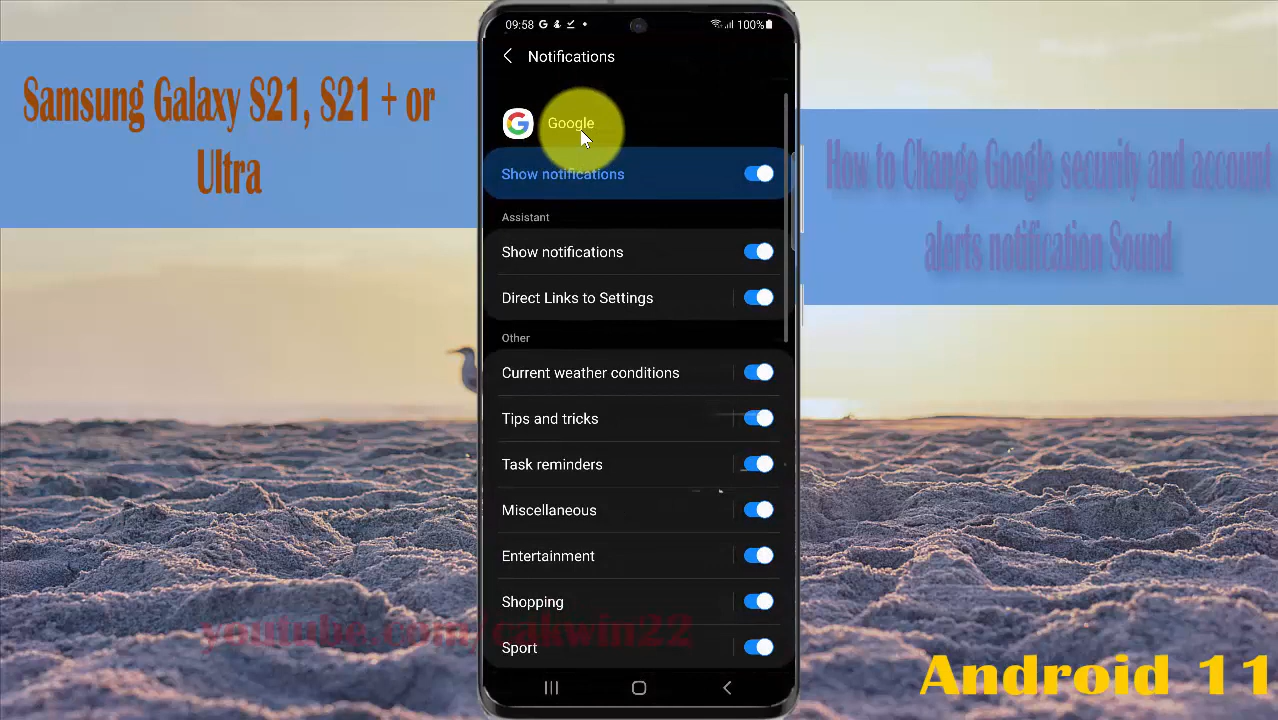 Samsung Galaxy S21, S21 + or
Ultra
How to Change Google security and account
alerts notification Sound
09:58
100%
Notifications
Google
Show notifications
Assistant
Show notifications
Direct Links to Settings
Other
Current weather conditions
Tips and tricks
Task reminders
Miscellaneous
Entertainment
Shopping
Sport
youtube.com/cakwin22
Android 11